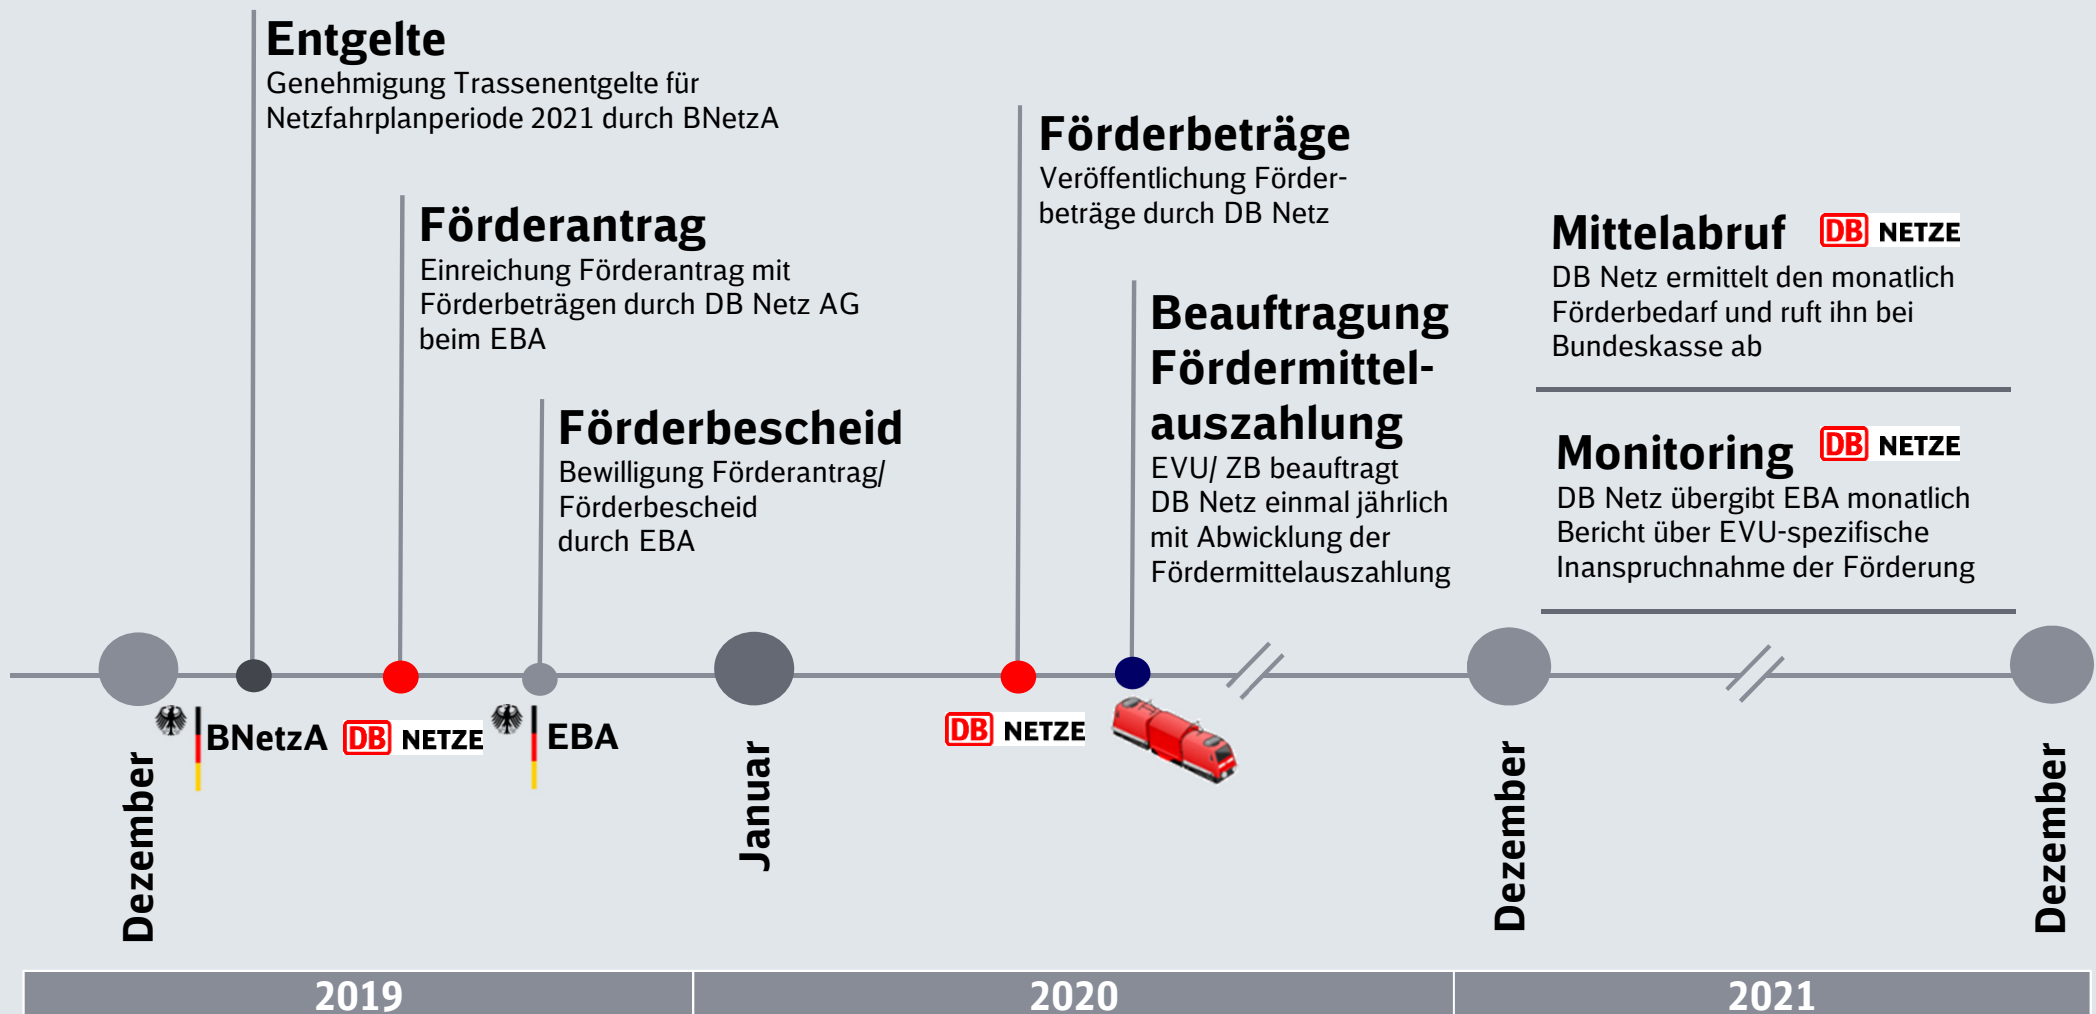 Entgelte
Genehmigung Trassenentgelte für
Netzfahrplanperiode 2021 durch BNetzA
Förderantrag
Einreichung Förderantrag mit
Förderbeträgen durch DB Netz AG
beim EBA
Förderbescheid
Bewilligung Förderantrag/
Förderbescheid
durch EBA
Förderbeträge
Veröffentlichung Förder-
beträge durch DB Netz
Beauftragung
Fördermittel-
auszahlung
EVU/ ZB beauftragt
DB Netz einmal jährlich
mit Abwicklung der
Fördermittelauszahlung
Mittelabruf DB NETZE
DB Netz ermittelt den monatlich
Förderbedarf und ruft ihn bei
Bundeskasse ab
Monitoring DB NETZE
DB Netz übergibt EBA monatlich
Bericht über EVU-spezifische
Inanspruchnahme der Förderung
BNetzA
DB NETZE
EBA
DB NETZE
Dezember
Januar
Dezember
Dezember
2019
2020
2021